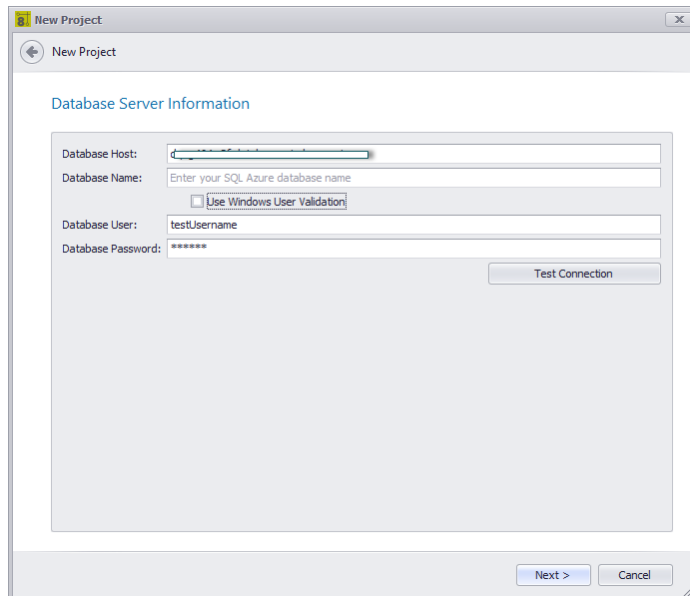 8 New Project
New Project
Database Server Information
Database Host:
Database Name: Enter your SQL Azure database name
Use Windows User Validation
Database User: testUsername
Database Password: ******
Test Connection
Next > Cancel